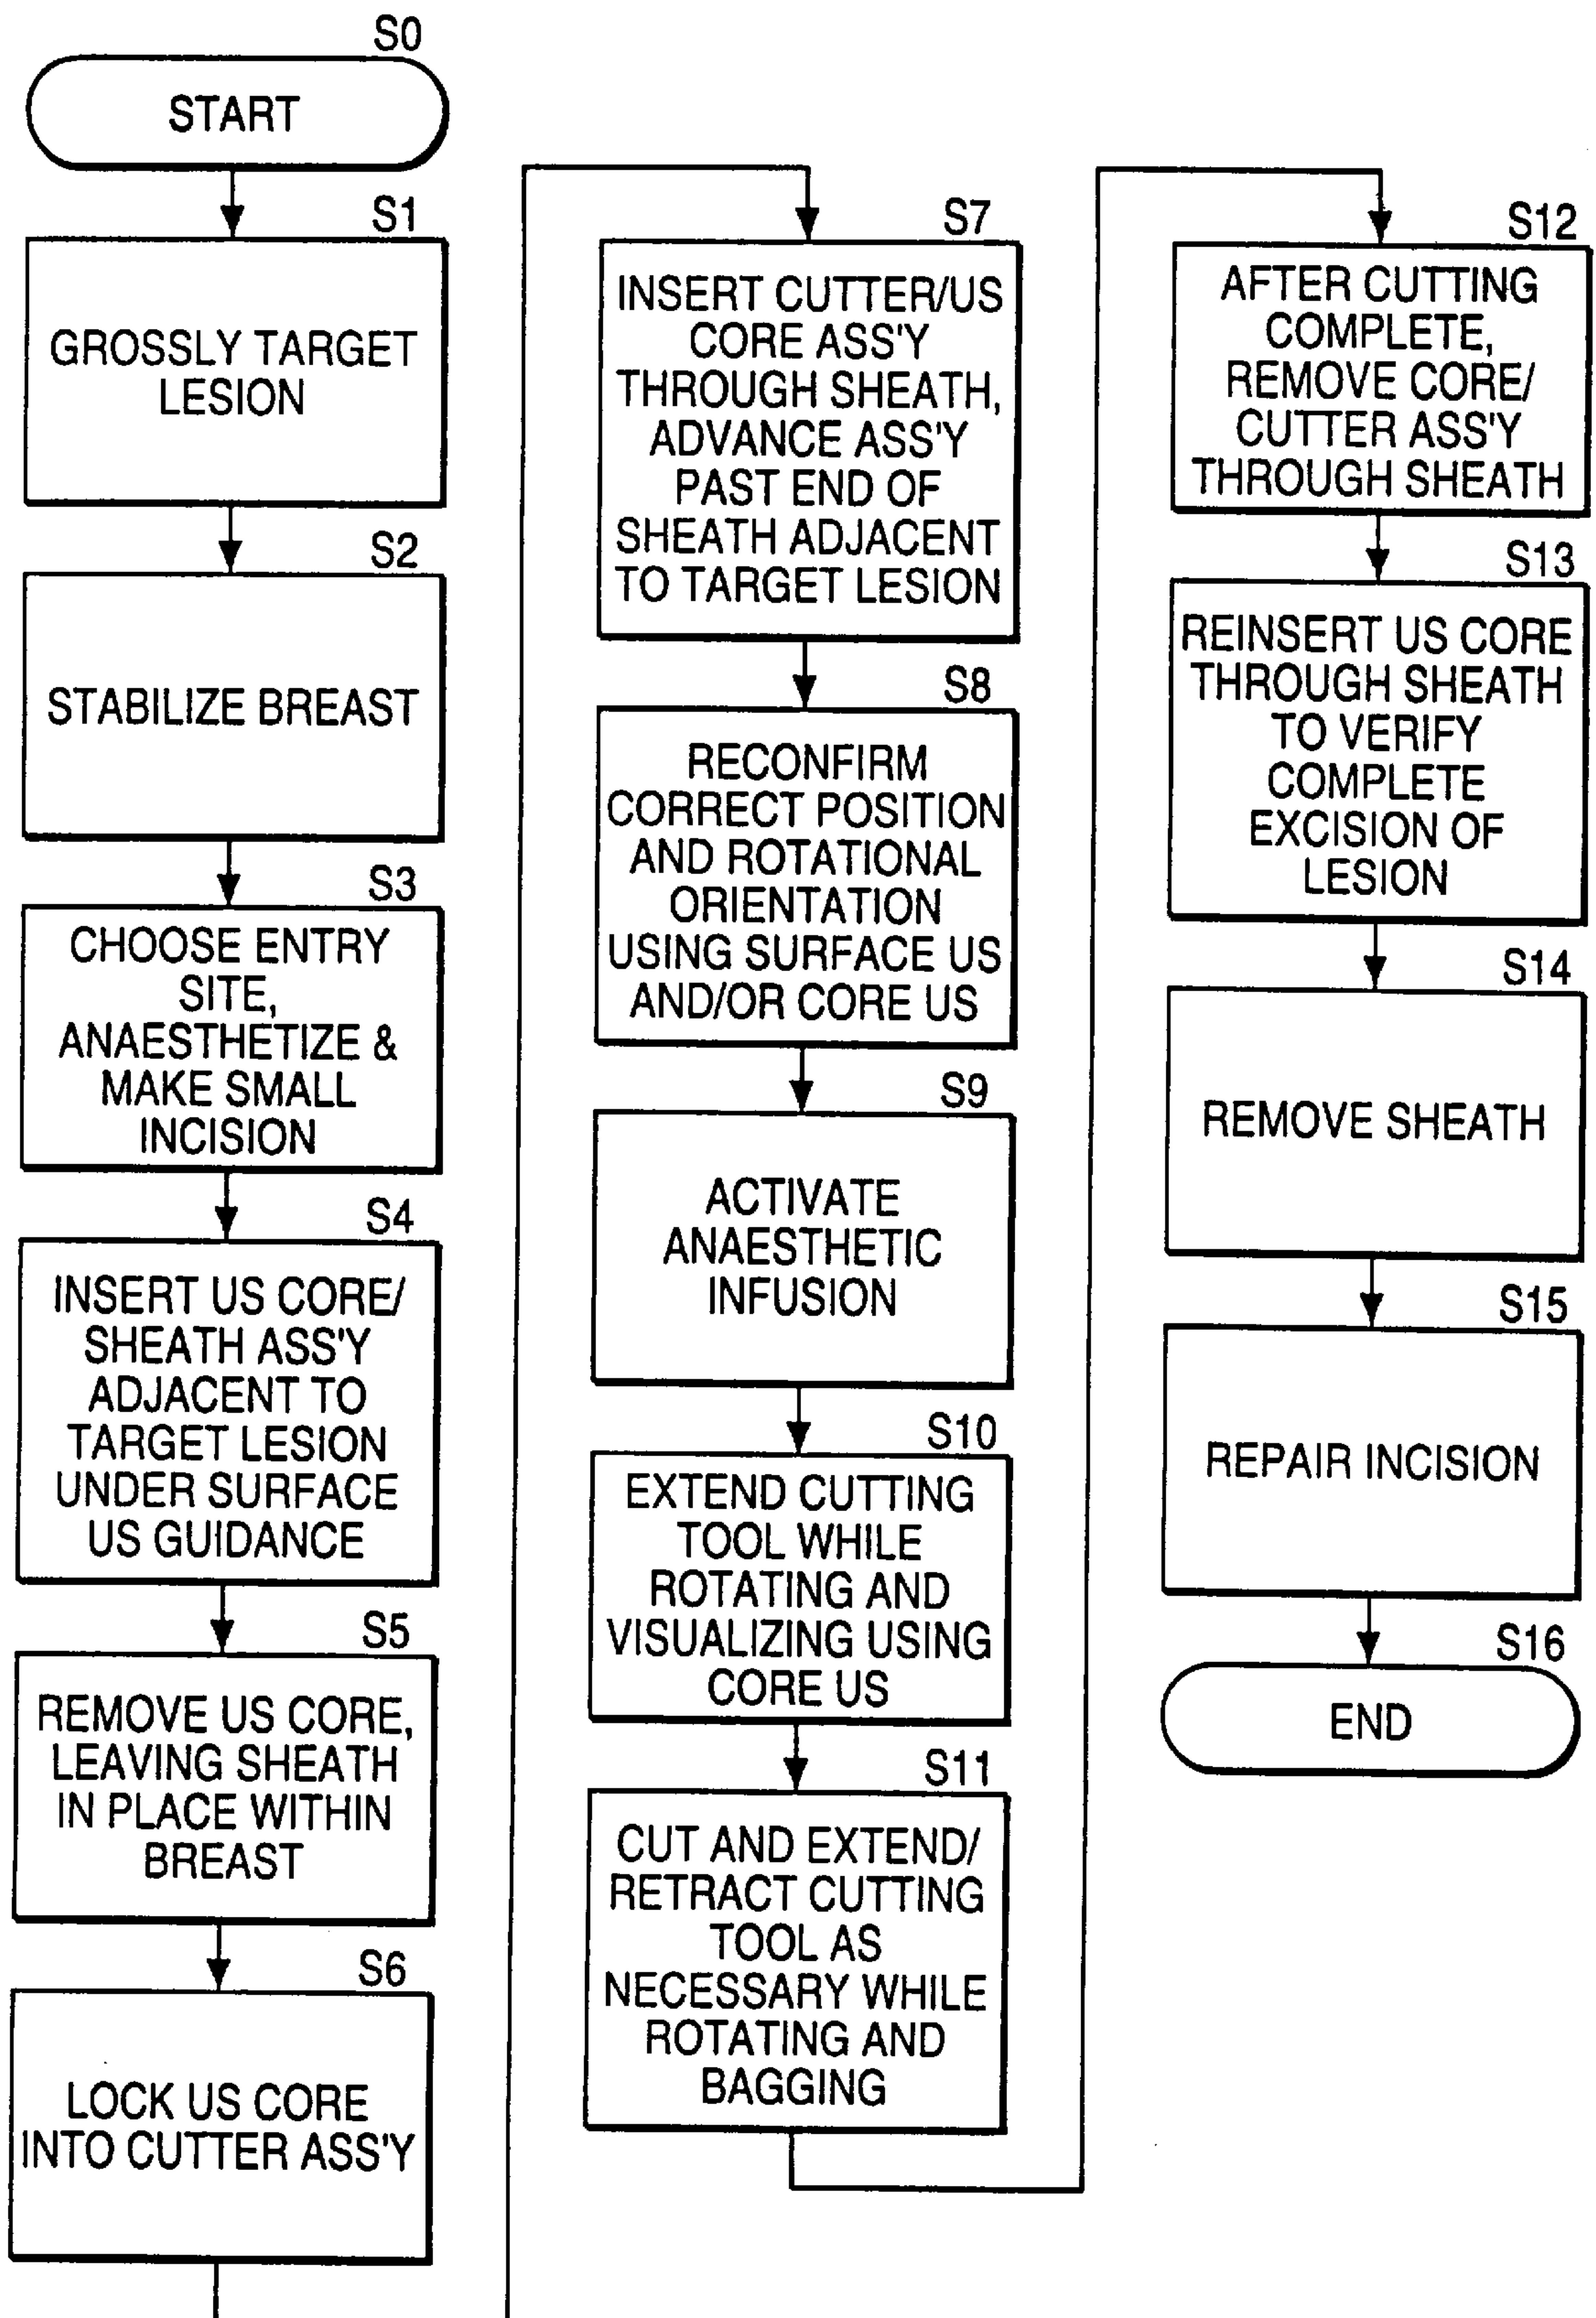 S0
START
S1
GROSSLY TARGET
LESION
S2
STABILIZE BREAST
S3
CHOOSE ENTRY
SITE,
ANAESTHETIZE &
MAKE SMALL
INCISION
S4
INSERT US CORE/
SHEATH ASS'Y
ADJACENT TO
TARGET LESION
UNDER SURFACE
US GUIDANCE
S5
REMOVE US CORE,
LEAVING SHEATH
IN PLACE WITHIN
BREAST
S6
LOCK US CORE
INTO CUTTER ASS'Y
S7
INSERT CUTTER/US
CORE ASS'Y
THROUGH SHEATH,
ADVANCE ASS'Y
PAST END OF
SHEATH ADJACENT
TO TARGET LESION
S8
RECONFIRM
CORRECT POSITION
AND ROTATIONAL
ORIENTATION
USING SURFACE US
AND/OR CORE US
S9
ACTIVATE
ANAESTHETIC
INFUSION
S10
EXTEND CUTTING
TOOL WHILE
ROTATING AND
VISUALIZING USING
CORE US
S11
CUT AND EXTEND/
RETRACT CUTTING
TOOL AS
NECESSARY WHILE
ROTATING AND
BAGGING
S12
AFTER CUTTING
COMPLETE,
REMOVE CORE/
CUTTER ASS'Y
THROUGH SHEATH
S13
REINSERT US CORE
THROUGH SHEATH
TO VERIFY
COMPLETE
EXCISION OF
LESION
S14
REMOVE SHEATH
S15
REPAIR INCISION
S16
END